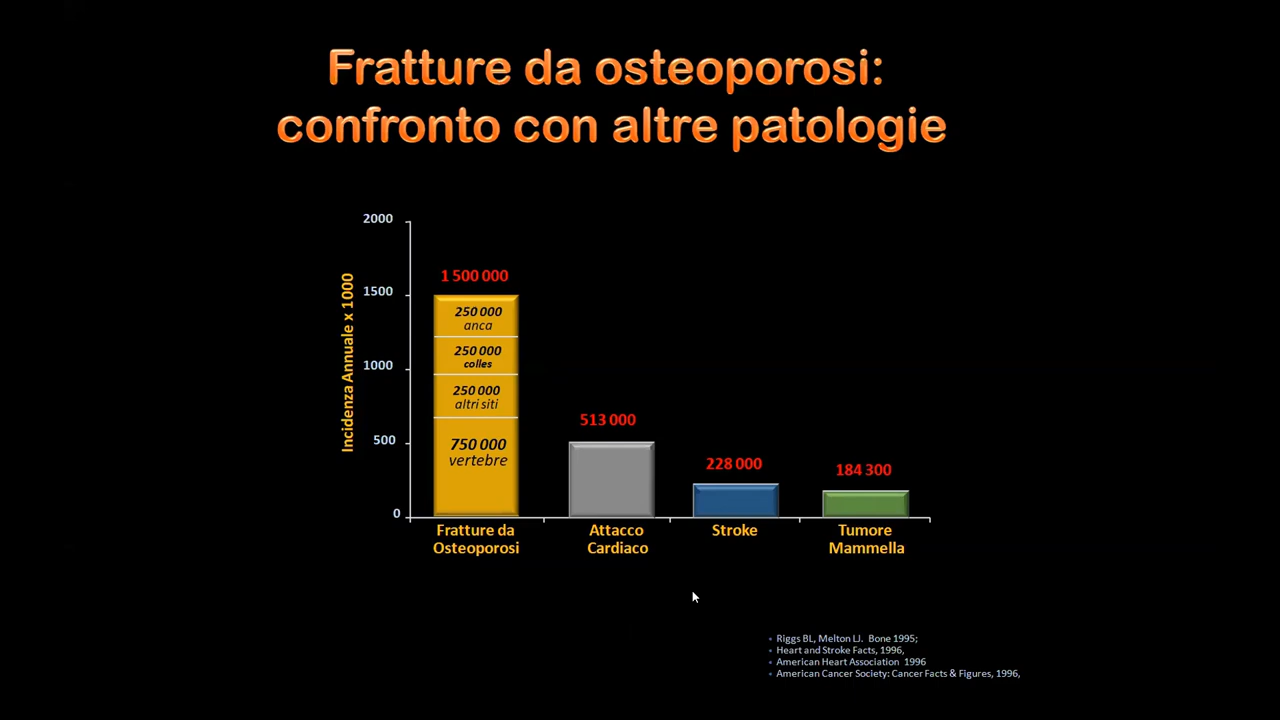 Fratture da osteoporosi:
confronto con altre patologie
Incidenza Annuale x 1000
2000
1500
1000
500
0
1 500 000
250 000
anca
250 000
colles
250 000
altri siti
750 000
vertebre
513 000
228 000
184 300
Fratture da
Osteoporosi
Attacco
Cardiaco
Stroke
Tumore
Mammella
• Riggs BL, Melton LJ. Bone 1995;
• Heart and Stroke Facts, 1996,
• American Heart Association 1996
• American Cancer Society: Cancer Facts & Figures, 1996,